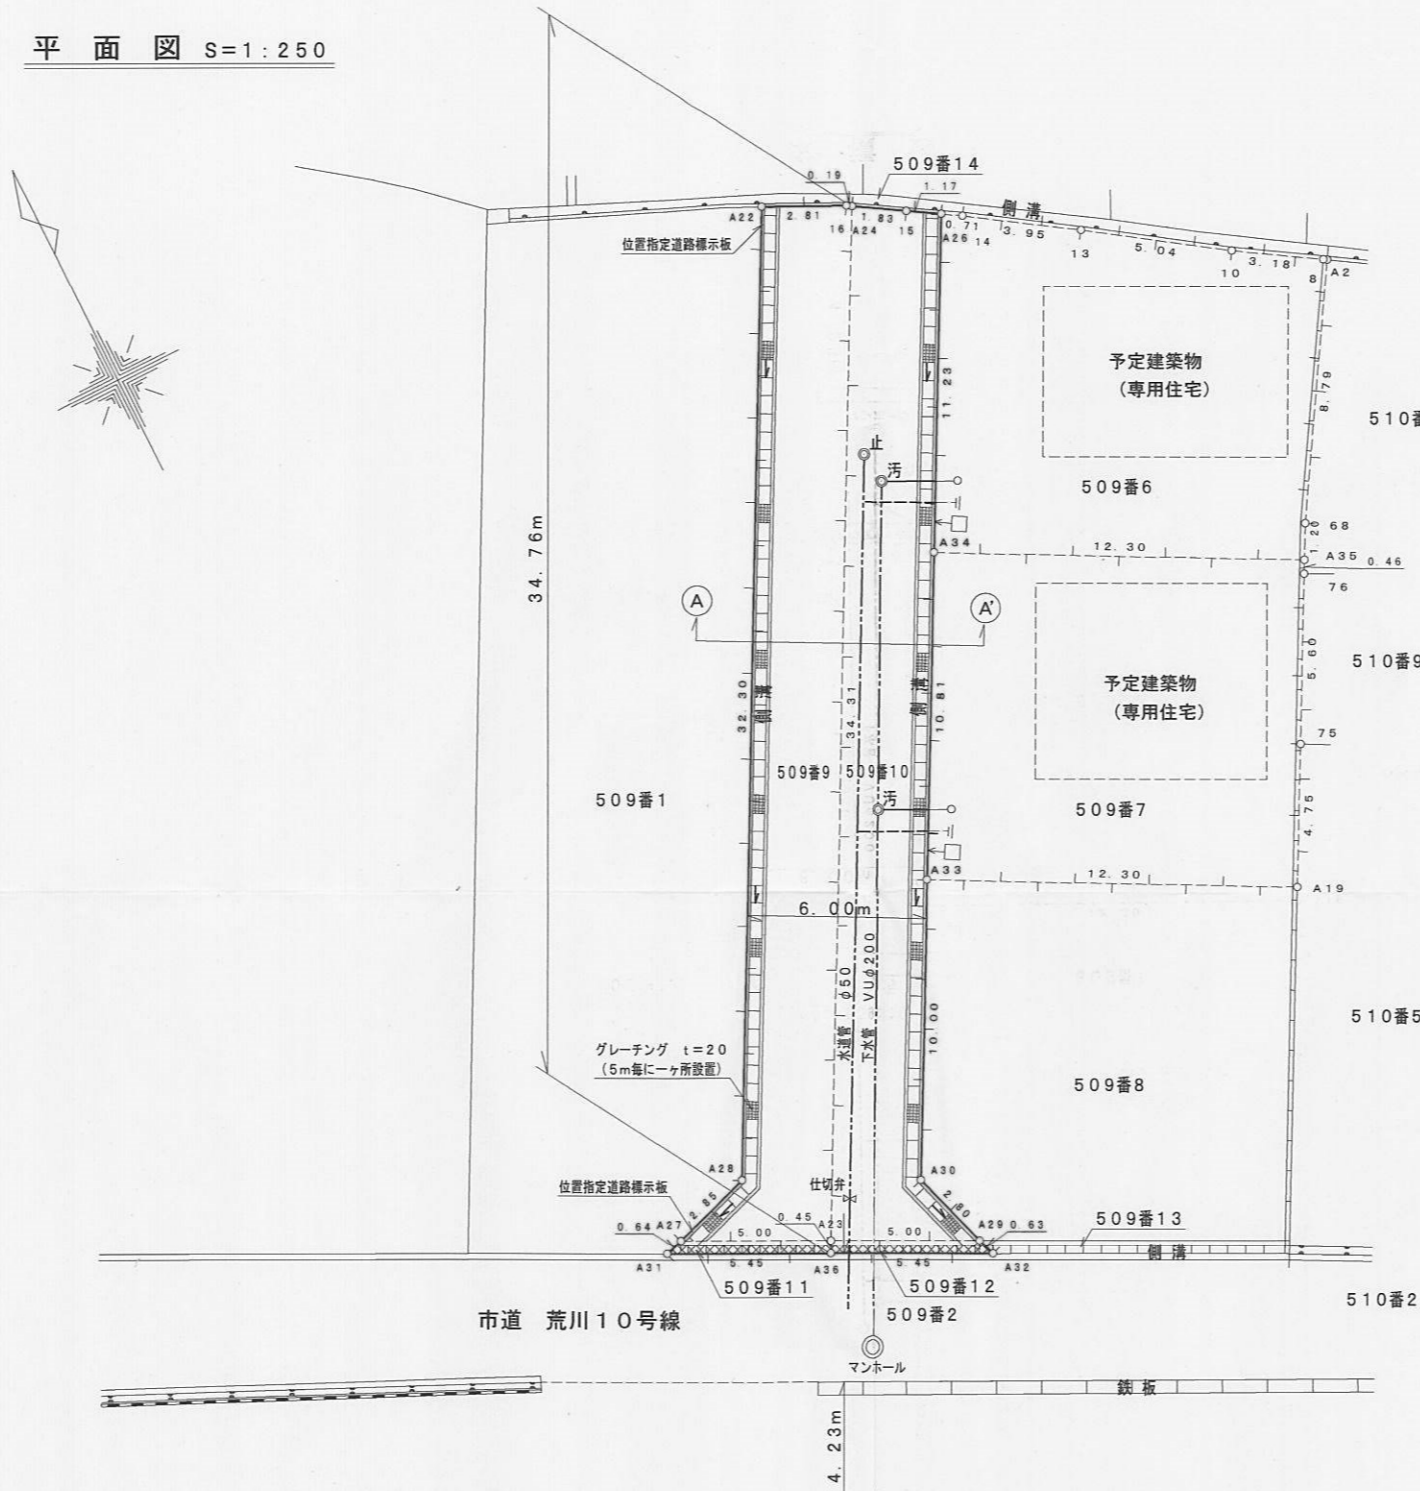 平 面 図 S=1:250
509番14
0.19
1.17
側溝
A22
2.81
16
A24
1.83
15
A26
0.71
14
3.95
13
5.04
10
3.18
8
A2
位置指定道路標示板
予定建築物
(専用住宅)
8.79
510番
11.23
止
汚
509番6
68
34.76m
A34
12.30
1.20
A35
0.46
76
A
A'
5.60
510番9
32.30
側溝
34.31
側溝
10.81
予定建築物
(専用住宅)
75
509番9
509番10
509番1
汚
509番7
4.75
A33
12.30
A19
6.00m
水道管 φ50
下水管 VUφ200
10.00
510番5
グレーチング t=20
(5m毎に一ヶ所設置)
509番8
A28
A30
位置指定道路標示板
2.85
仕切弁
2.80
0.64
A27
5.00
0.45
A23
5.00
A29
0.63
509番13
側溝
A31
5.45
A36
5.45
A32
509番11
509番12
510番2
市道 荒川10号線
509番2
マンホール
鉄板
4.23m